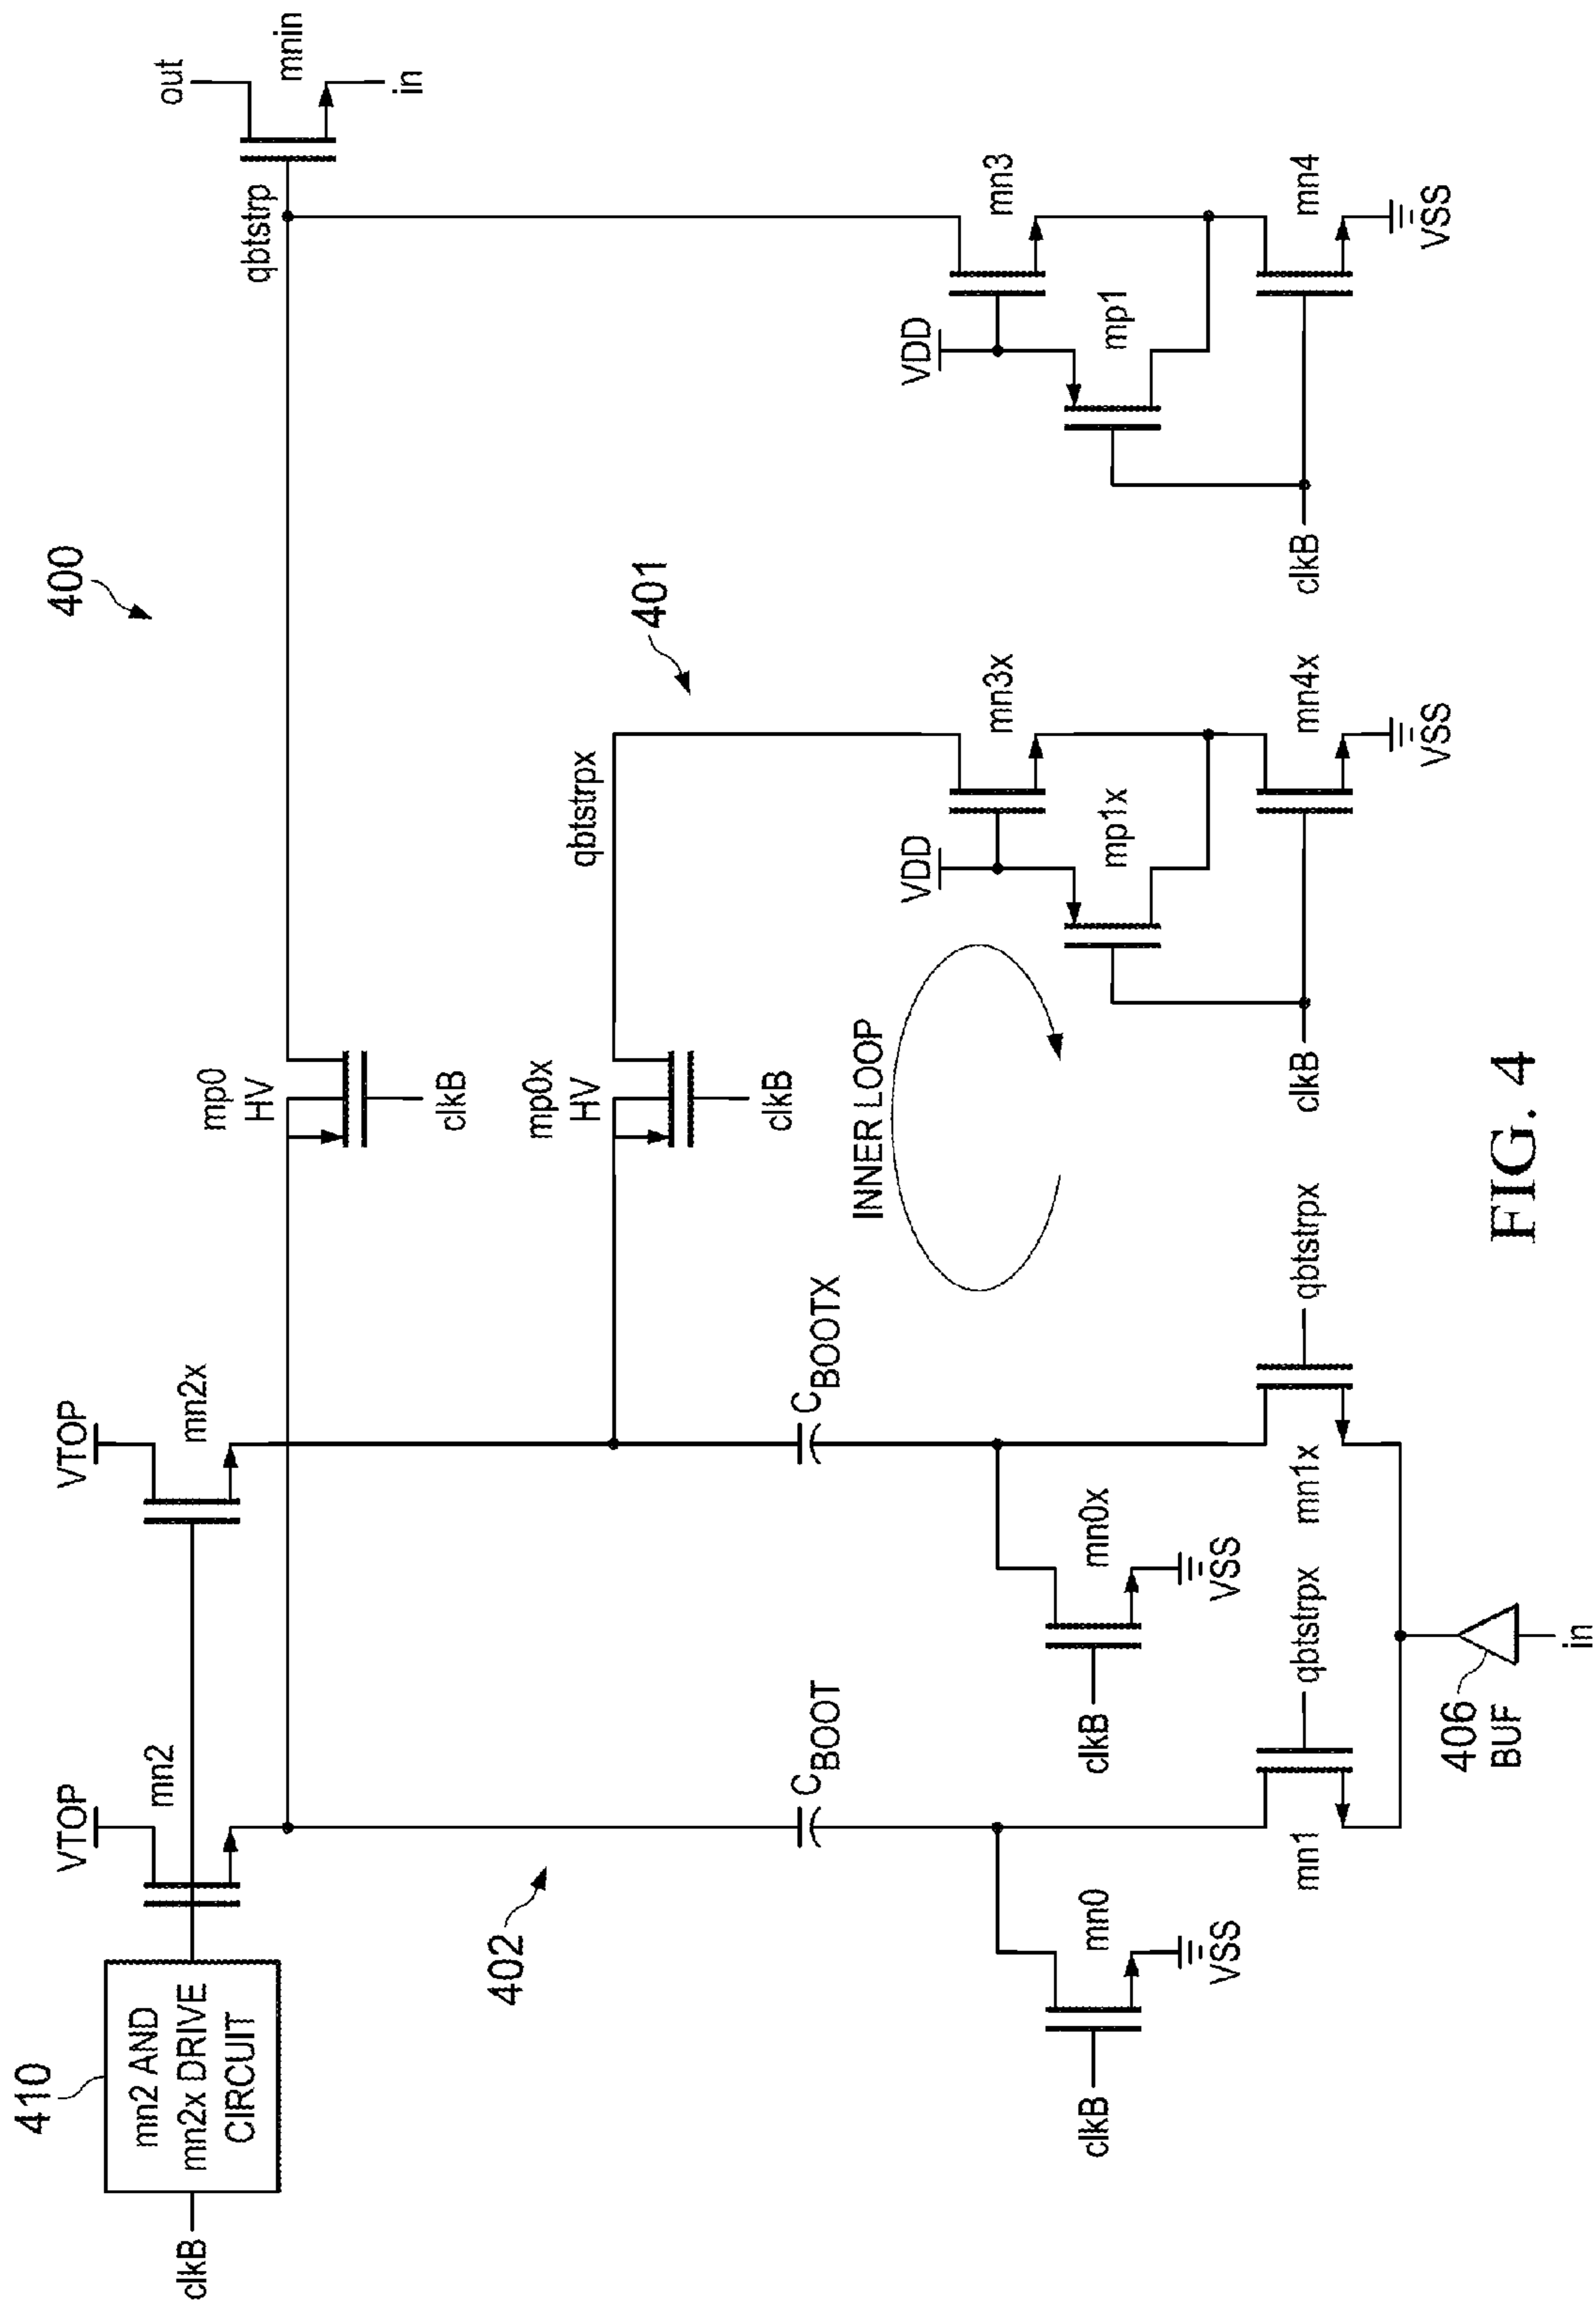 400
410
mn2 AND
mn2x DRIVE
CIRCUIT
clkB
VTOP
mn2
VTOP
mn2x
mp0
HV
clkB
qbtstrp
out
mnin
in
402
mp0x
HV
clkB
qbtstrpx
401
CBOOT
CBOOTX
INNER LOOP
VDD
mn3x
mp1x
mn4x
clkB
VSS
VDD
mn3
mp1
mn4
clkB
VSS
clkB
mn0
VSS
clkB
mn0x
VSS
mn1
qbtstrpx
mn1x
qbtstrpx
406
BUF
in
FIG. 4